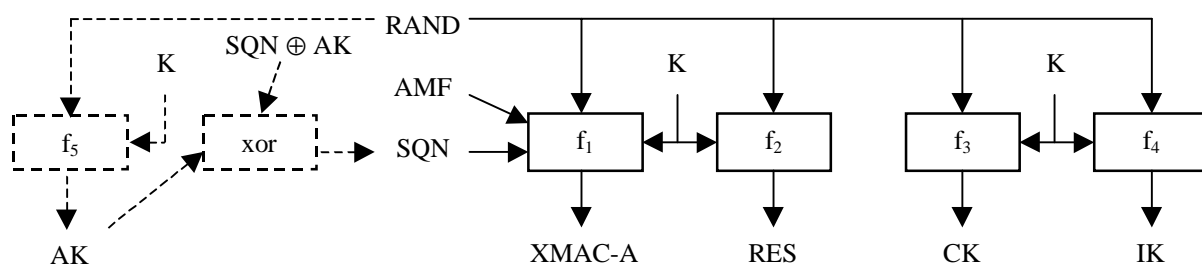 RAND
SQN ⊕ AK
K
K
K
AMF
f₅
xor
SQN
f₁
f₂
f₃
f₄
AK
XMAC-A
RES
CK
IK